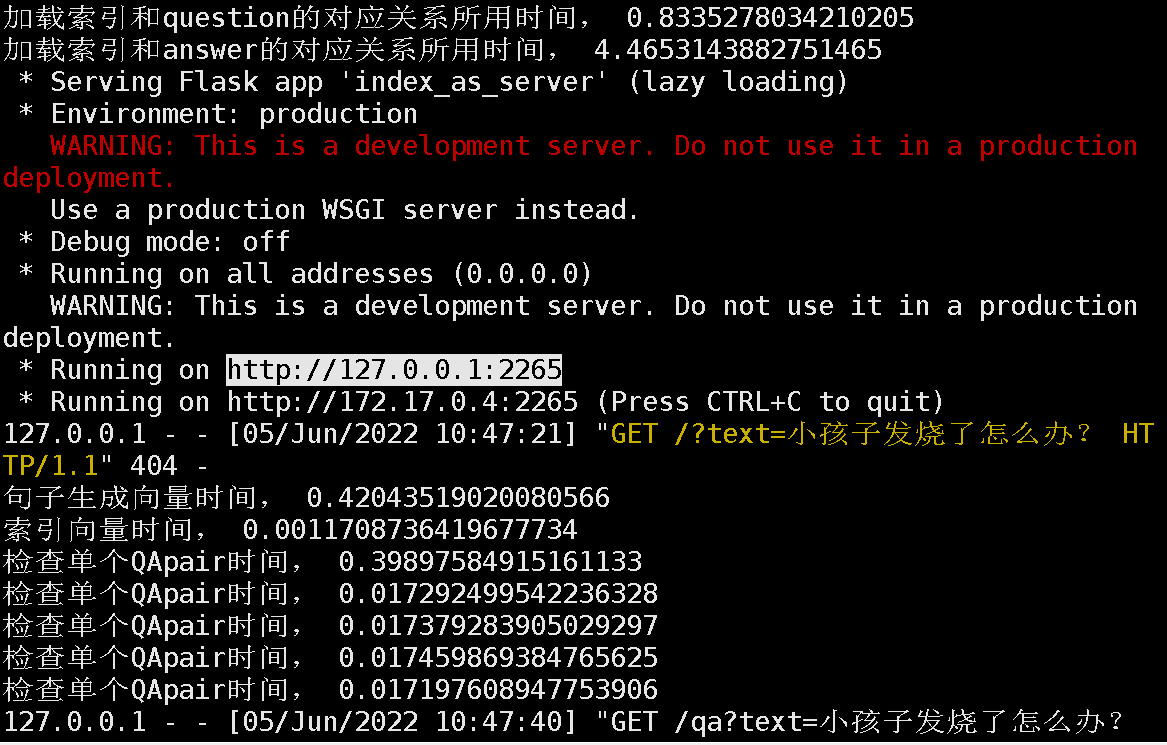 加载索引和question的对应关系所用时间， 0.8335278034210205
加载索引和answer的对应关系所用时间， 4.4653143882751465
 * Serving Flask app 'index_as_server' (lazy loading)
 * Environment: production
   WARNING: This is a development server. Do not use it in a production
deployment.
   Use a production WSGI server instead.
 * Debug mode: off
 * Running on all addresses (0.0.0.0)
   WARNING: This is a development server. Do not use it in a production
deployment.
 * Running on http://127.0.0.1:2265
 * Running on http://172.17.0.4:2265 (Press CTRL+C to quit)
127.0.0.1 - - [05/Jun/2022 10:47:21] "GET /?text=小孩子发烧了怎么办？ HT
TP/1.1" 404 -
句子生成向量时间， 0.42043519020080566
索引向量时间， 0.0011708736419677734
检查单个QApair时间， 0.39897584915161133
检查单个QApair时间， 0.017292499542236328
检查单个QApair时间， 0.017379283905029297
检查单个QApair时间， 0.017459869384765625
检查单个QApair时间， 0.017197608947753906
127.0.0.1 - - [05/Jun/2022 10:47:40] "GET /qa?text=小孩子发烧了怎么办？